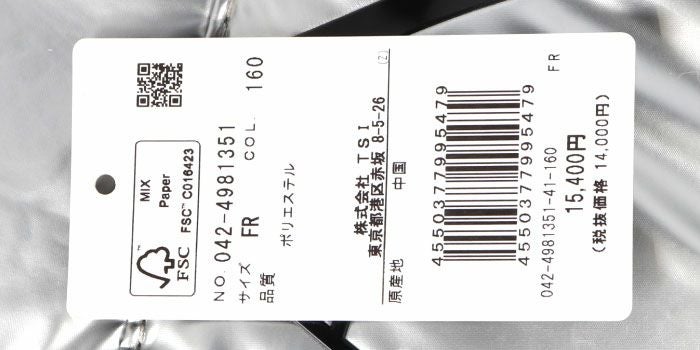 MIX
Paper
FSC™ C016423
FSC
NO. 042-4981351
COL. 160
サイズ FR
品質
ポリエステル
(2)
株式会社 TSI
東京都港区赤坂 8-5-26
原産地 中国
4550377995479
4550377995479
FR
042-4981351-41-160
15,400円
(税抜価格 14,000円)